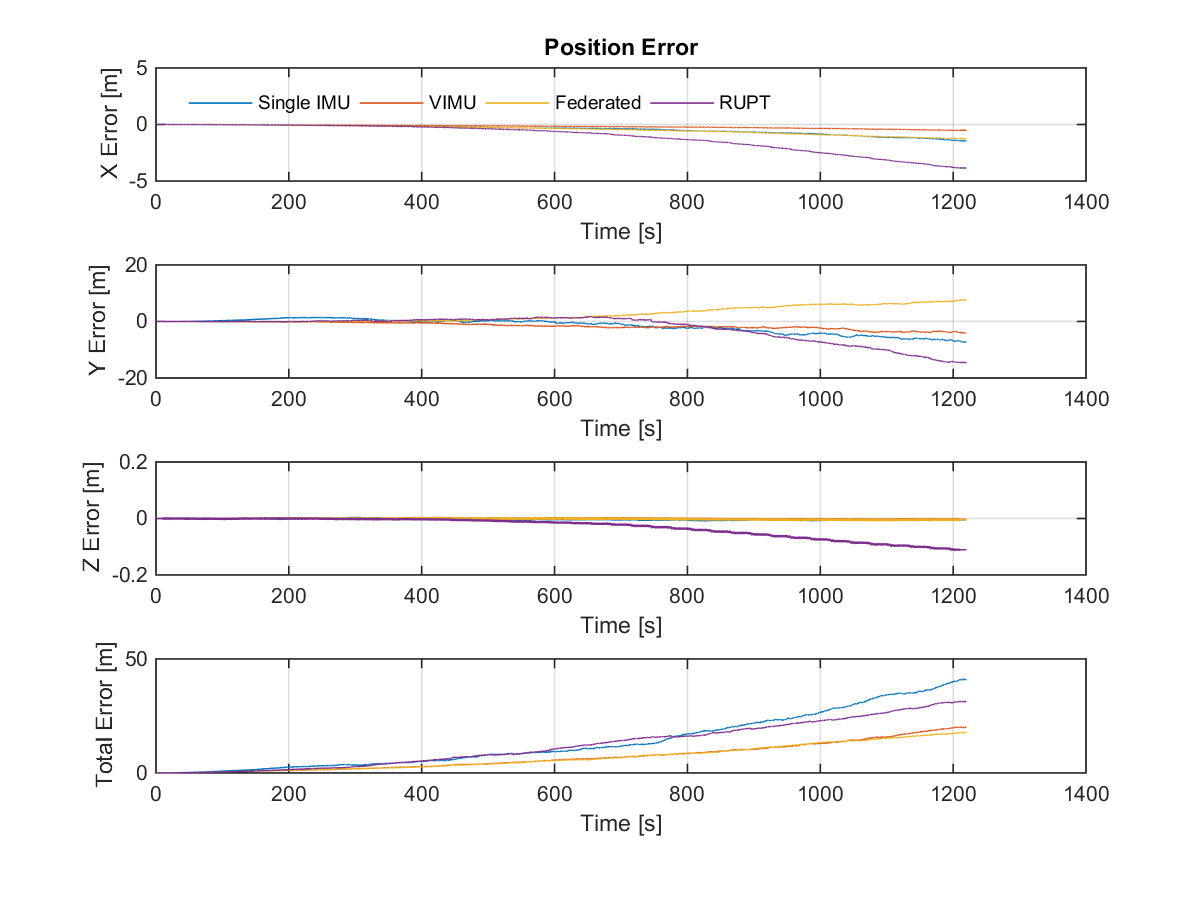 Position Error
5
0
-5
X Error [m]
Single IMU VIMU Federated RUPT
0 200 400 600 800 1000 1200 1400
Time [s]
20
0
-20
Y Error [m]
0 200 400 600 800 1000 1200 1400
Time [s]
0.2
0
-0.2
Z Error [m]
0 200 400 600 800 1000 1200 1400
Time [s]
50
0
Total Error [m]
0 200 400 600 800 1000 1200 1400
Time [s]